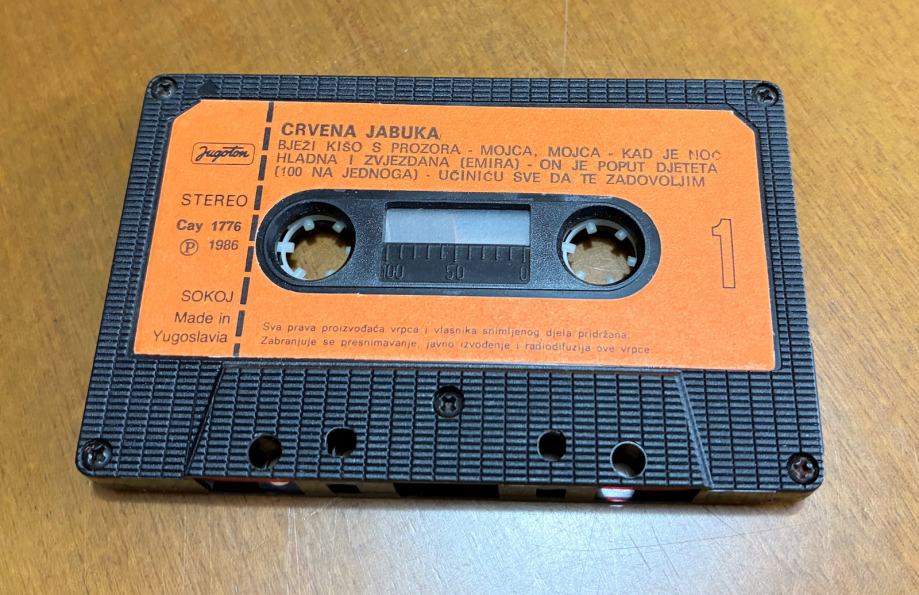 CRVENA JABUKA
BJEŽI KIŠO S PROZORA - MOJCA, MOJCA - KAD JE NOĆ
HLADNA I ZVJEZDANA (EMIRA) - ON JE POPUT DJETETA
(100 NA JEDNOGA) - UČINIĆU SVE DA TE ZADOVOLJIM
Jugoton
STEREO
Cay 1776
℗ 1986
SOKOJ
Made in
Yugoslavia
100 50 0
1
Sva prava proizvođača vrpce i vlasnika snimljenog djela pridržana.
Zabranjuje se presnimavanje, javno izvođenje i radiodifuzija ove vrpce.